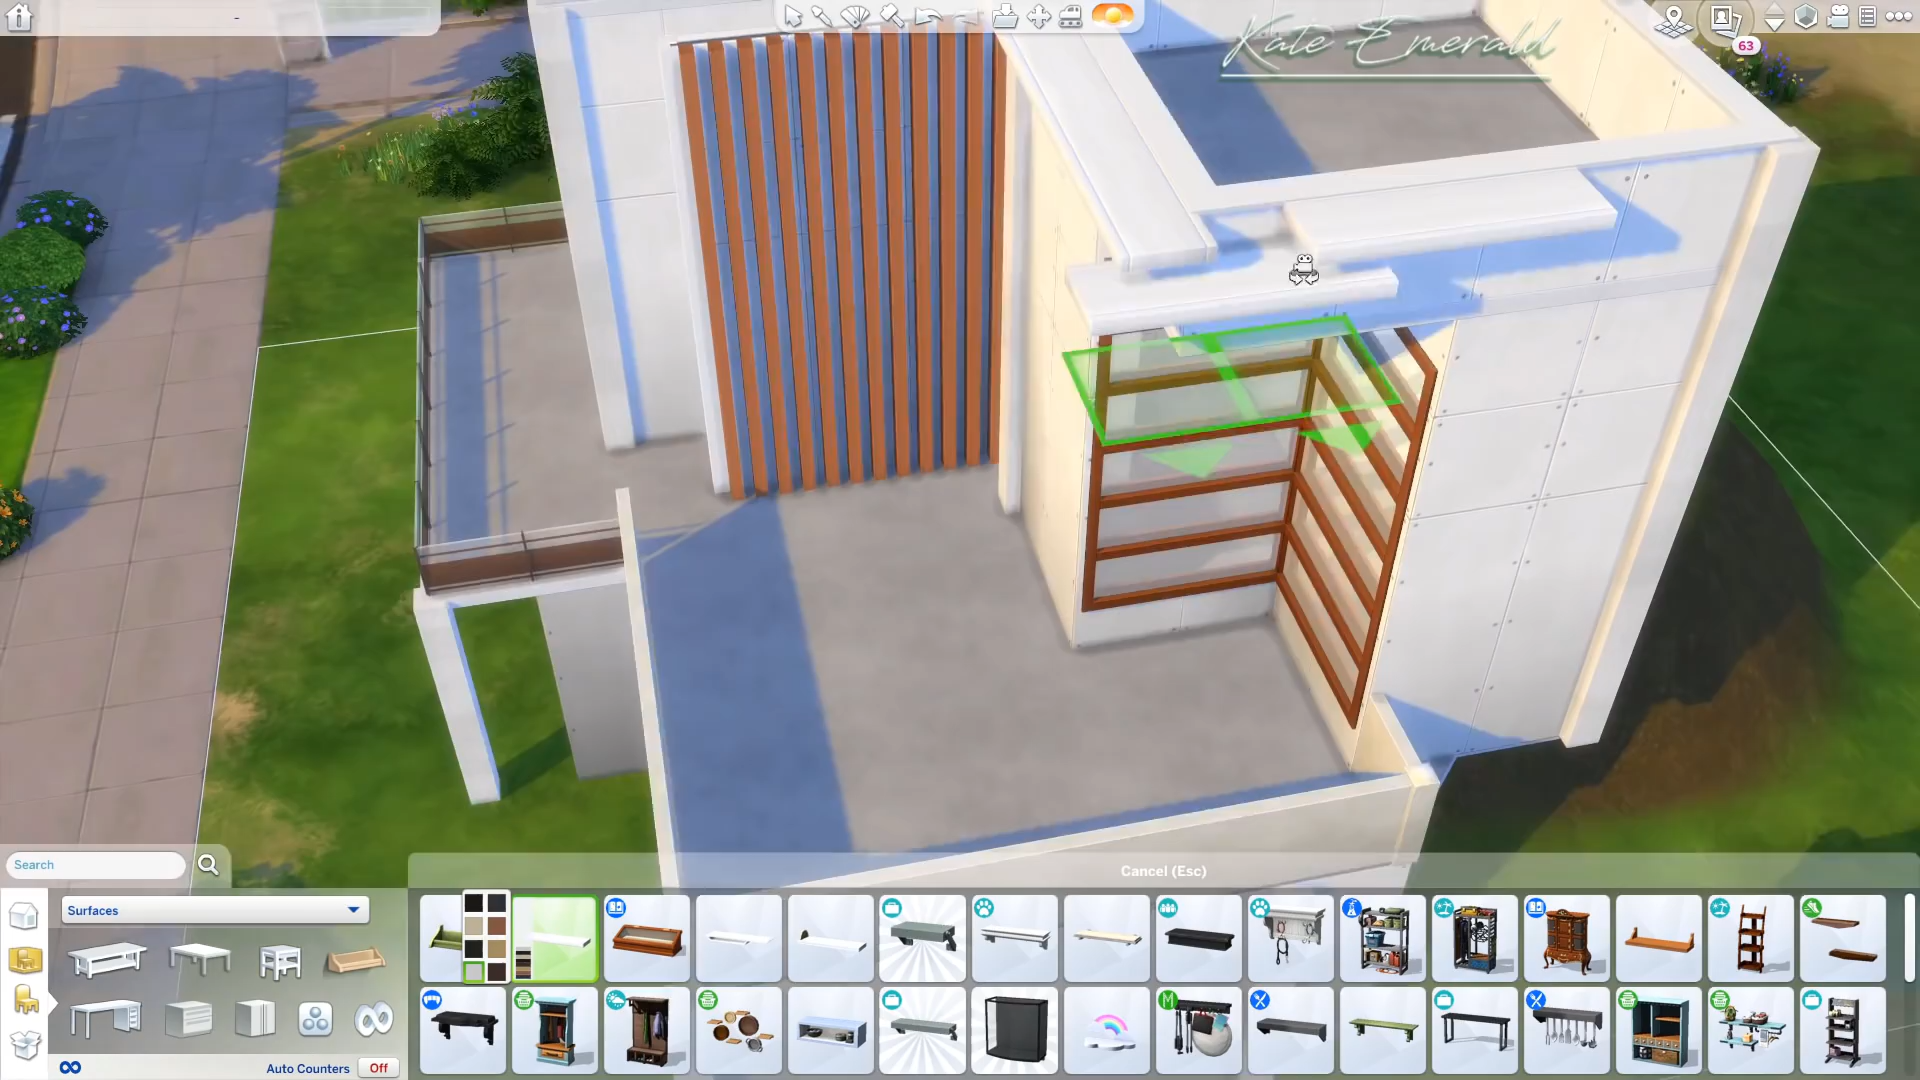 Kate Emerald
63
Search
Cancel (Esc)
Surfaces
Auto Counters
Off